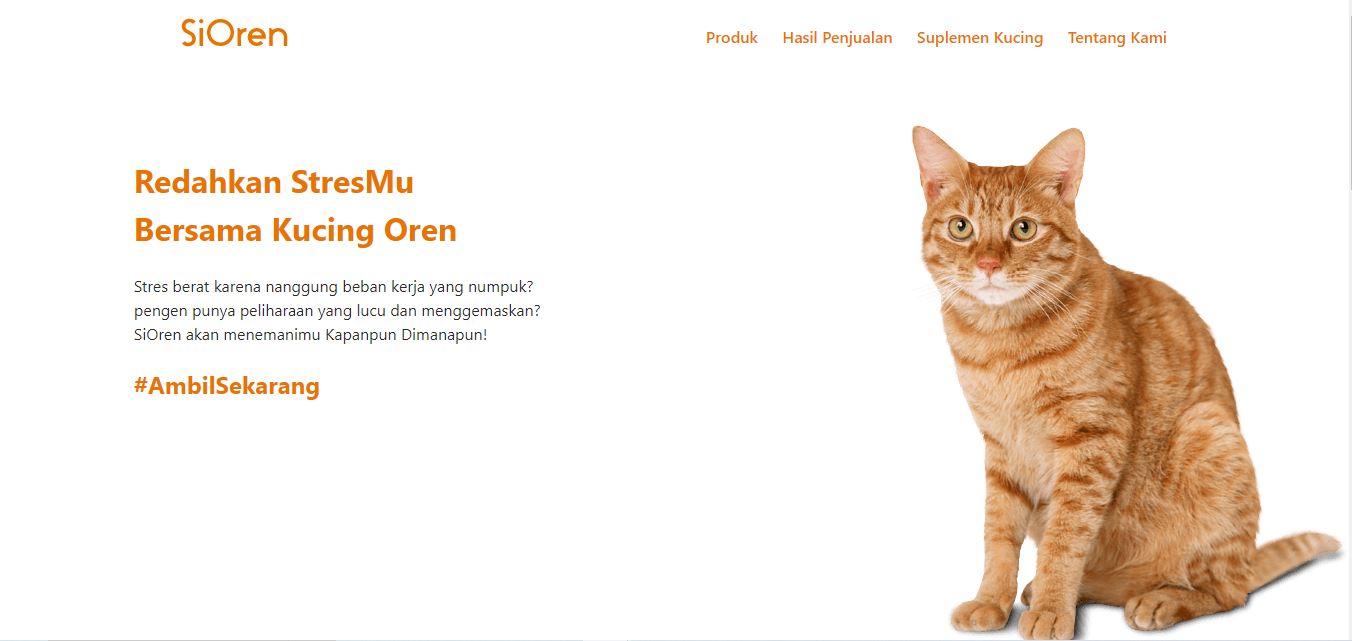 SiOren
Produk Hasil Penjualan Suplemen Kucing Tentang Kami
Redahkan StresMu
Bersama Kucing Oren
Stres berat karena nanggung beban kerja yang numpuk?
pengen punya peliharaan yang lucu dan menggemaskan?
SiOren akan menemanimu Kapanpun Dimanapun!
#AmbilSekarang